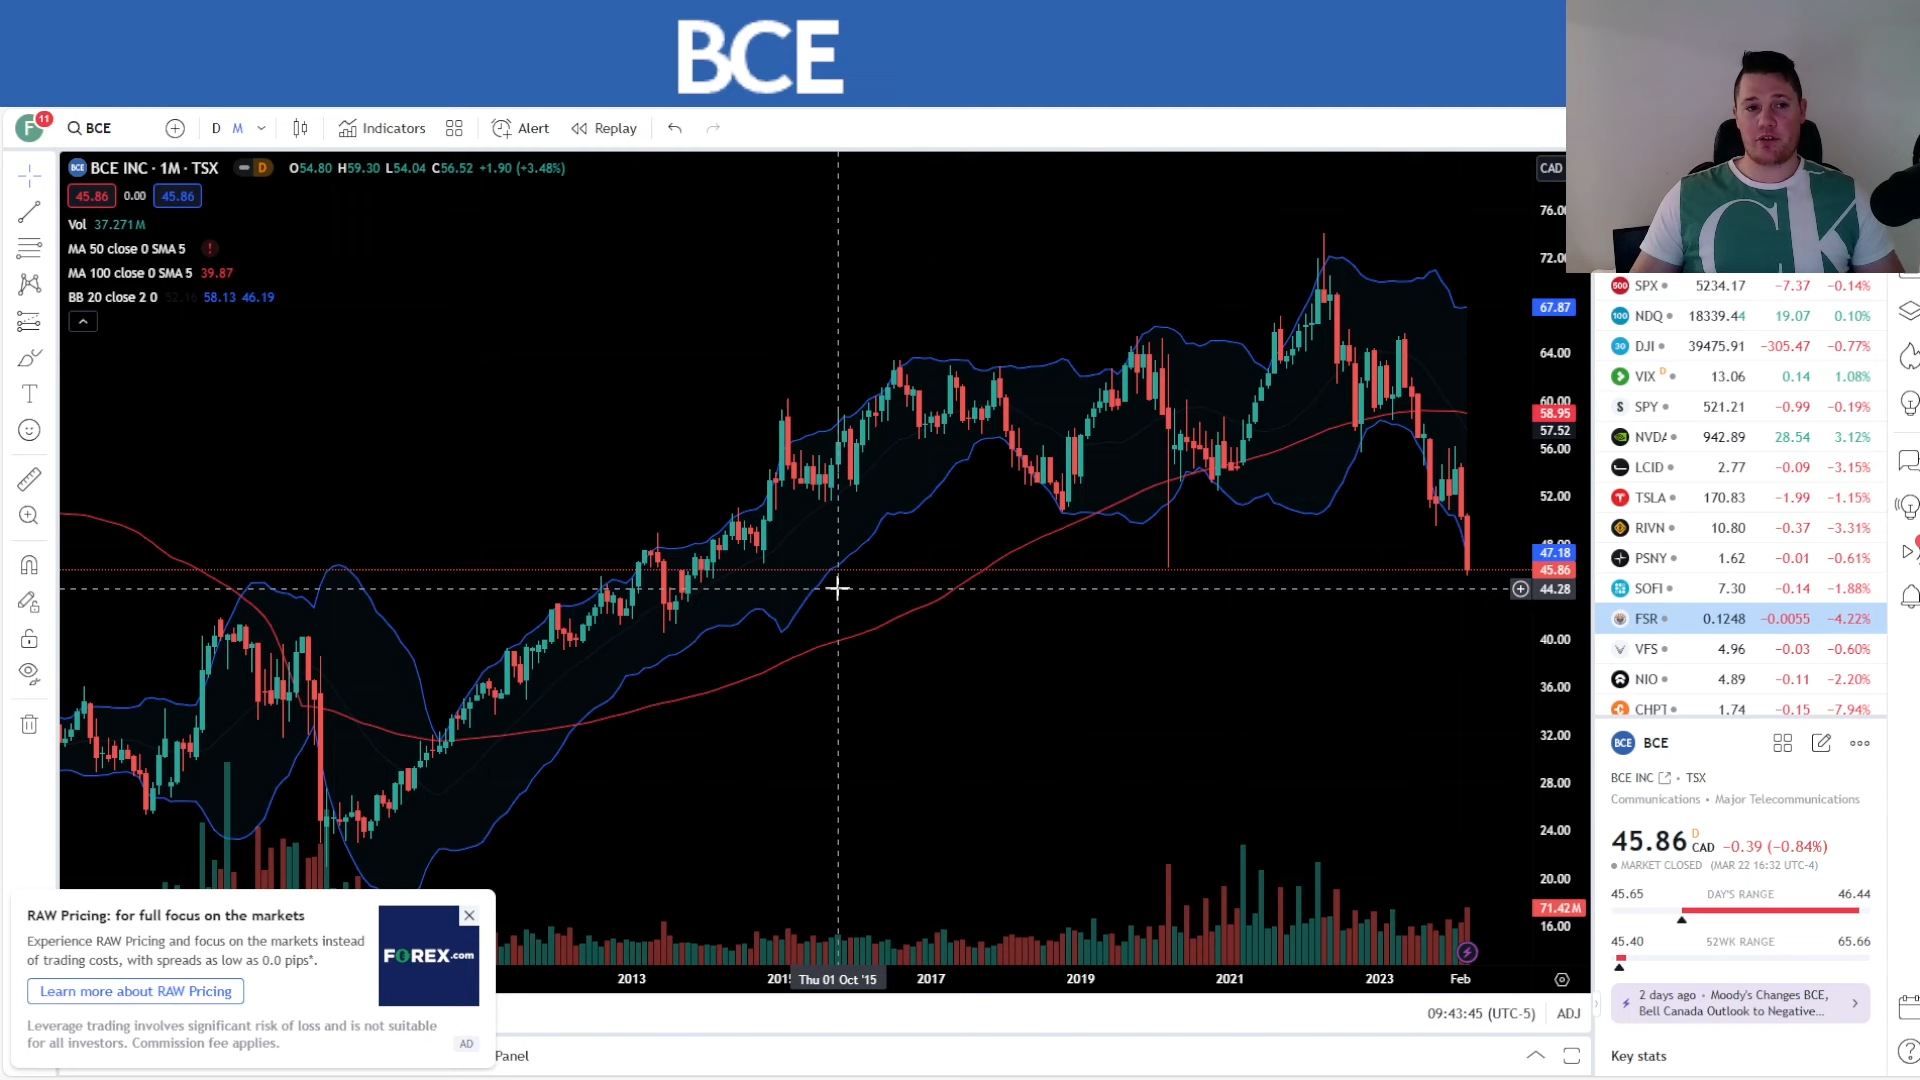 BCE
F
11
BCE
D M
Indicators
Alert
Replay
BCE BCE INC · 1M · TSX
D
O54.80 H59.30 L54.04 C56.52 +1.90 (+3.48%)
45.86 0.00 45.86
Vol 37.271M
MA 50 close 0 SMA 5 !
MA 100 close 0 SMA 5 39.87
BB 20 close 2 0 52.16 58.13 46.19
CAD
76.0
72.0
67.87
64.00
60.00
58.95
57.52
56.00
52.00
48.00
47.18
45.86
44.28
40.00
36.00
32.00
28.00
24.00
20.00
71.42M
16.00
2013
201
Thu 01 Oct '15
2017
2019
2021
2023
Feb
09:43:45 (UTC-5) ADJ
Panel
RAW Pricing: for full focus on the markets
Experience RAW Pricing and focus on the markets instead
of trading costs, with spreads as low as 0.0 pips*.
Learn more about RAW Pricing
FOREX.com
Leverage trading involves significant risk of loss and is not suitable
for all investors. Commission fee applies.
AD
CK
500 SPX 5234.17 −7.37 −0.14%
100 NDQ 18339.44 19.07 0.10%
30 DJI 39475.91 −305.47 −0.77%
VIX D 13.06 0.14 1.08%
S SPY 521.21 −0.99 −0.19%
NVDA 942.89 28.54 3.12%
LCID 2.77 −0.09 −3.15%
TSLA 170.83 −1.99 −1.15%
RIVN 10.80 −0.37 −3.31%
PSNY 1.62 −0.01 −0.61%
SOFI 7.30 −0.14 −1.88%
FSR 0.1248 −0.0055 −4.22%
VFS 4.96 −0.03 −0.60%
NIO 4.89 −0.11 −2.20%
CHPT 1.74 −0.15 −7.94%
BCE BCE
BCE INC · TSX
Communications · Major Telecommunications
45.86 D CAD −0.39 (−0.84%)
MARKET CLOSED (MAR 22 16:32 UTC-4)
45.65 DAY'S RANGE 46.44
45.40 52WK RANGE 65.66
2 days ago · Moody's Changes BCE,
Bell Canada Outlook to Negative...
Key stats